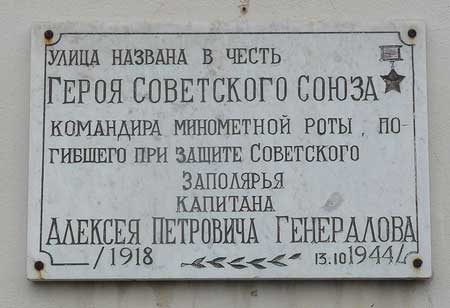 УЛИЦА НАЗВАНА В ЧЕСТЬ
ГЕРОЯ СОВЕТСКОГО СОЮЗА
КОМАНДИРА МИНОМЕТНОЙ РОТЫ, ПО-
ГИБШЕГО ПРИ ЗАЩИТЕ СОВЕТСКОГО
ЗАПОЛЯРЬЯ
КАПИТАНА
АЛЕКСЕЯ ПЕТРОВИЧА ГЕНЕРАЛОВА
/1918 13.10 1944/